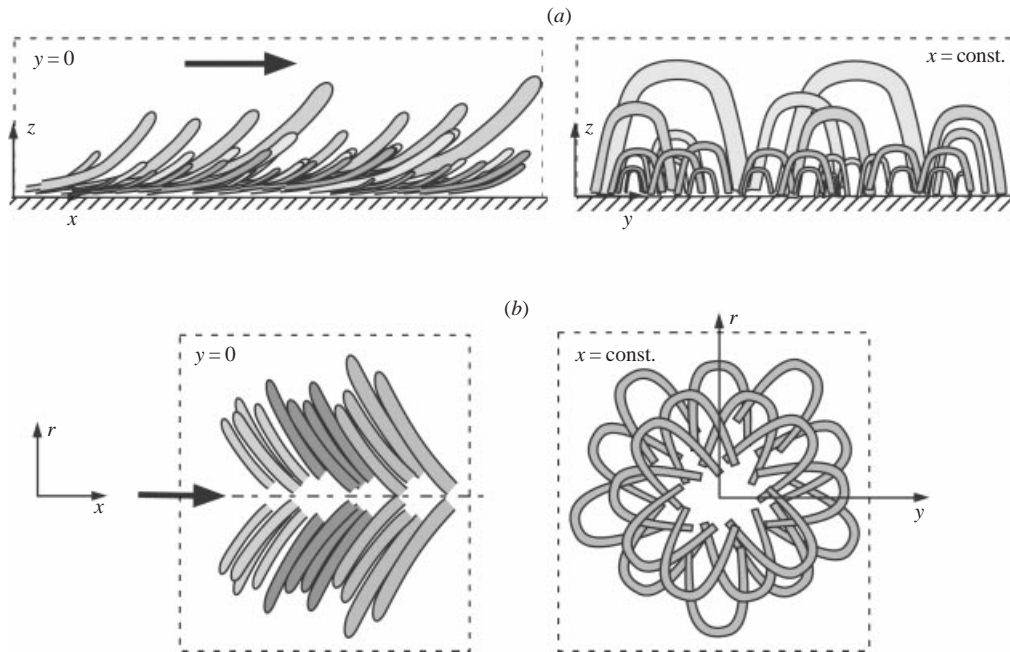 (a)
y = 0
x = const.
z
z
x
y
(b)
r
y = 0
x = const.
r
x
y